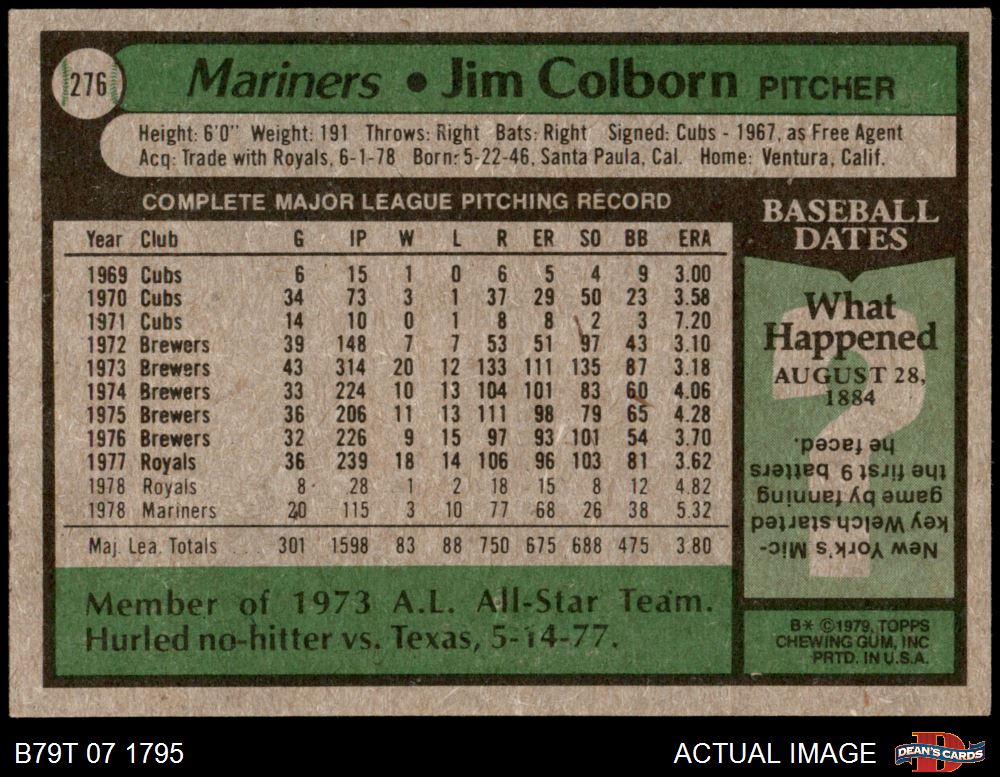 276 Mariners • Jim Colborn PITCHER
Height: 6'0" Weight: 191 Throws: Right Bats: Right Signed: Cubs - 1967, as Free Agent
Acq: Trade with Royals, 6-1-78 Born: 5-22-46, Santa Paula, Cal. Home: Ventura, Calif.
COMPLETE MAJOR LEAGUE PITCHING RECORD
Year Club G IP W L R ER SO BB ERA
1969 Cubs 6 15 1 0 6 5 4 9 3.00
1970 Cubs 34 73 3 1 37 29 50 23 3.58
1971 Cubs 14 10 0 1 8 8 2 3 7.20
1972 Brewers 39 148 7 7 53 51 97 43 3.10
1973 Brewers 43 314 20 12 133 111 135 87 3.18
1974 Brewers 33 224 10 13 104 101 83 60 4.06
1975 Brewers 36 206 11 13 111 98 79 65 4.28
1976 Brewers 32 226 9 15 97 93 101 54 3.70
1977 Royals 36 239 18 14 106 96 103 81 3.62
1978 Royals 8 28 1 2 18 15 8 12 4.82
1978 Mariners 20 115 3 10 77 68 26 38 5.32
Maj. Lea. Totals . . . 301 1598 83 88 750 675 688 475 3.80
Member of 1973 A.L. All-Star Team.
Hurled no-hitter vs. Texas, 5-14-77.
BASEBALL
DATES
What
Happened
AUGUST 28,
1884
New York's Mic-
key Welch started
game by fanning
the first 9 batters
he faced.
B* ©1979, TOPPS
CHEWING GUM, INC
PRTD. IN U.S.A.
B79T 07 1795
ACTUAL IMAGE
D
DEAN'S CARDS